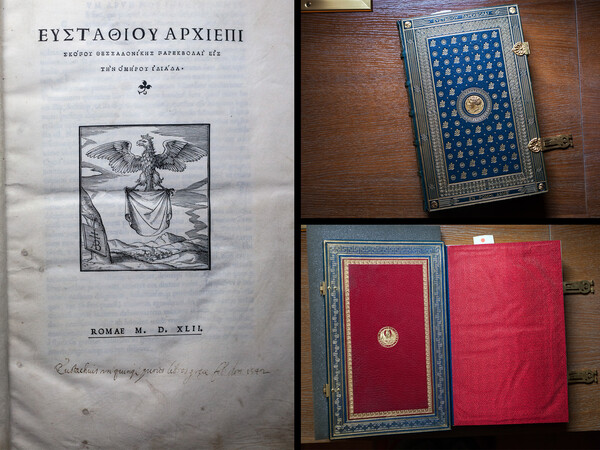 ΕΥΣΤΑΘΙΟΥ ΑΡΧΙΕΠΙ
ΣΚΟΠΟΥ ΘΕΣΣΑΛΟΝΙΚΗΣ ΠΑΡΕΚΒΟΛΑΙ ΕΙΣ
ΤΗΝ ΟΜΗΡΟΥ ΙΛΙΑΔΑ.
ROMAE M. D. XLII.